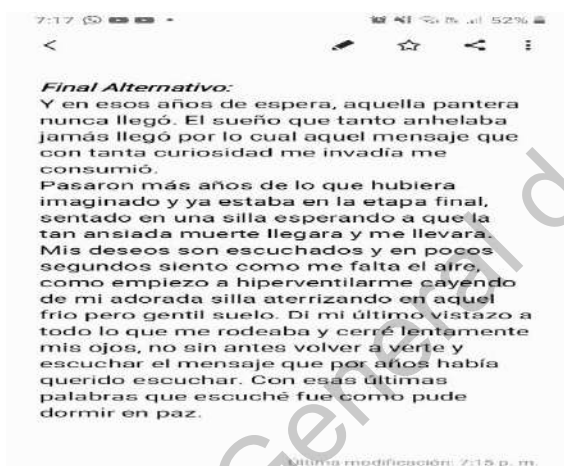 7:17
52%
Final Alternativo:
Y en esos años de espera, aquella pantera
nunca llegó. El sueño que tanto anhelaba
jamás llegó por lo cual aquel mensaje que
con tanta curiosidad me invadía me
consumió.
Pasaron más años de lo que hubiera
imaginado y ya estaba en la etapa final,
sentado en una silla esperando a que la
tan ansiada muerte llegara y me llevara.
Mis deseos son escuchados y en pocos
segundos siento como me falta el aire,
como empiezo a hiperventilarme cayendo
de mi adorada silla aterrizando en aquel
frio pero gentil suelo. Di mi último vistazo a
todo lo que me rodeaba y cerré lentamente
mis ojos, no sin antes volver a verte y
escuchar el mensaje que por años había
querido escuchar. Con esas últimas
palabras que escuché fue como pude
dormir en paz.
Última modificación: 7:15 p. m.
General d